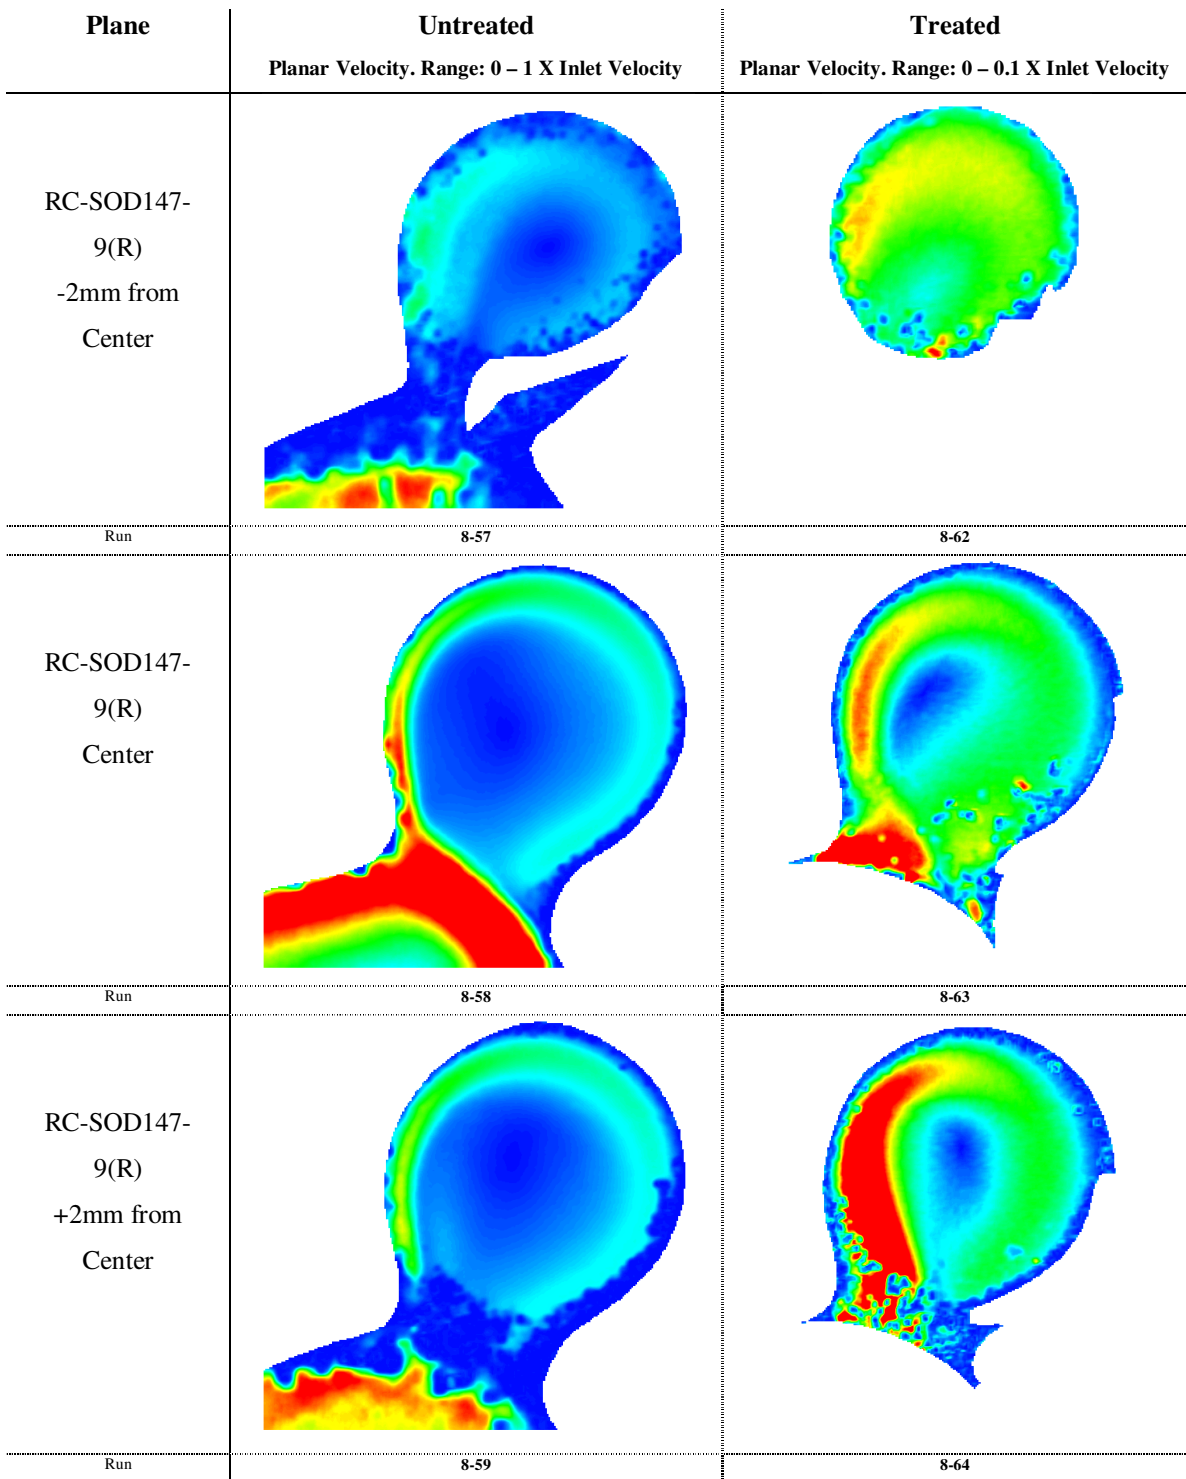 Plane
Untreated
Treated
Planar Velocity. Range: 0 – 1 X Inlet Velocity
Planar Velocity. Range: 0 – 0.1 X Inlet Velocity
RC-SOD147-
9(R)
-2mm from
Center
Run
8-57
8-62
RC-SOD147-
9(R)
Center
Run
8-58
8-63
RC-SOD147-
9(R)
+2mm from
Center
Run
8-59
8-64